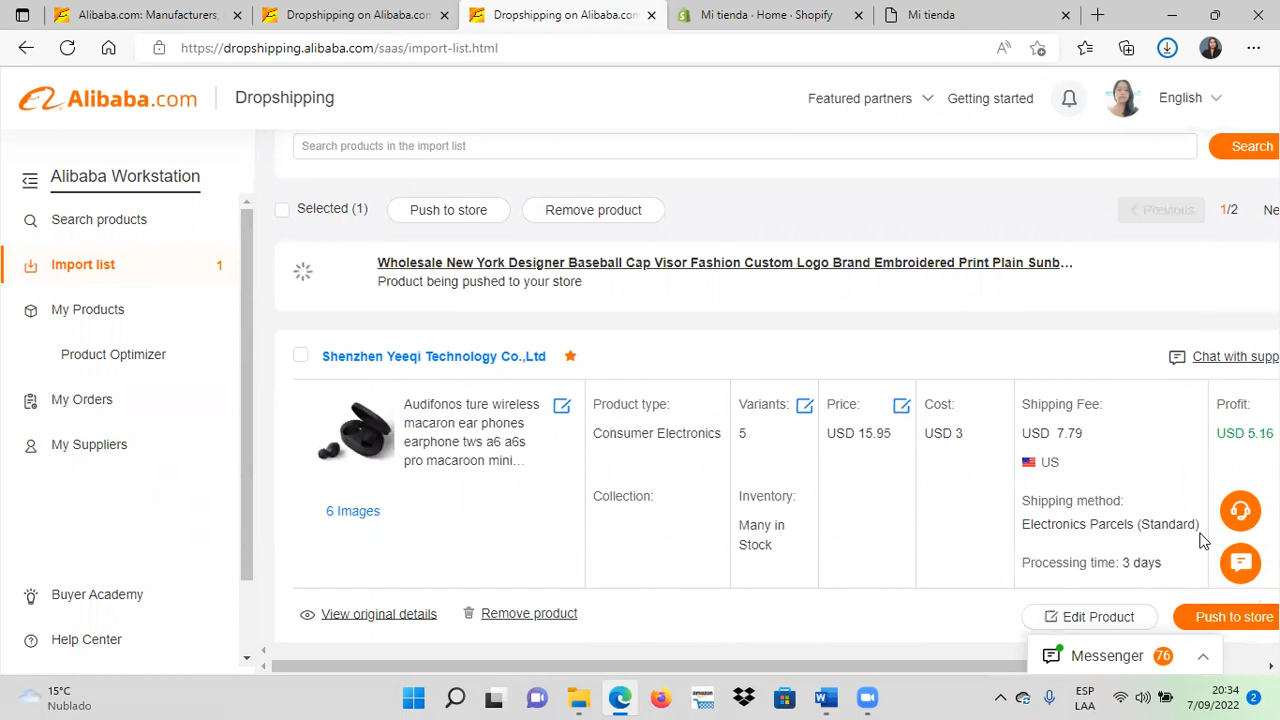 Alibaba.com: Manufacturers,
Dropshipping on Alibaba.com
Dropshipping on Alibaba.com
Mi tienda - Home · Shopify
Mi tienda
https://dropshipping.alibaba.com/saas/import-list.html
Alibaba.com
Dropshipping
Featured partners
Getting started
English
Alibaba Workstation
Search products
Import list
1
My Products
Product Optimizer
My Orders
My Suppliers
Buyer Academy
Help Center
Search products in the import list
Search
Selected (1)
Push to store
Remove product
Previous
1/2
Ne
Wholesale New York Designer Baseball Cap Visor Fashion Custom Logo Brand Embroidered Print Plain Sunb...
Product being pushed to your store
Shenzhen Yeeqi Technology Co.,Ltd
Chat with supp
Audifonos ture wireless
macaron ear phones
earphone tws a6 a6s
pro macaroon mini...
6 Images
Product type:
Consumer Electronics
Collection:
Variants:
5
Inventory:
Many in
Stock
Price:
USD 15.95
Cost:
USD 3
Shipping Fee:
USD 7.79
US
Shipping method:
Electronics Parcels (Standard)
Processing time: 3 days
Profit:
USD 5.16
View original details
Remove product
Edit Product
Push to store
Messenger
76
15°C
Nublado
amazon
ESP
LAA
20:34
7/09/2022
2